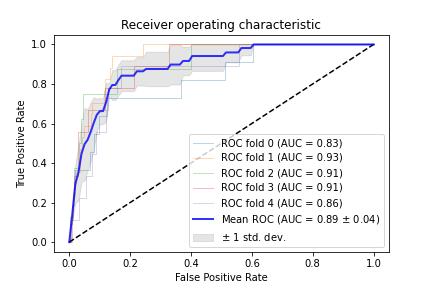 Receiver operating characteristic
1.0
0.8
0.6
0.4
0.2
0.0
True Positive Rate
ROC fold 0 (AUC = 0.83)
ROC fold 1 (AUC = 0.93)
ROC fold 2 (AUC = 0.91)
ROC fold 3 (AUC = 0.91)
ROC fold 4 (AUC = 0.86)
Mean ROC (AUC = 0.89 ± 0.04)
± 1 std. dev.
0.0 0.2 0.4 0.6 0.8 1.0
False Positive Rate